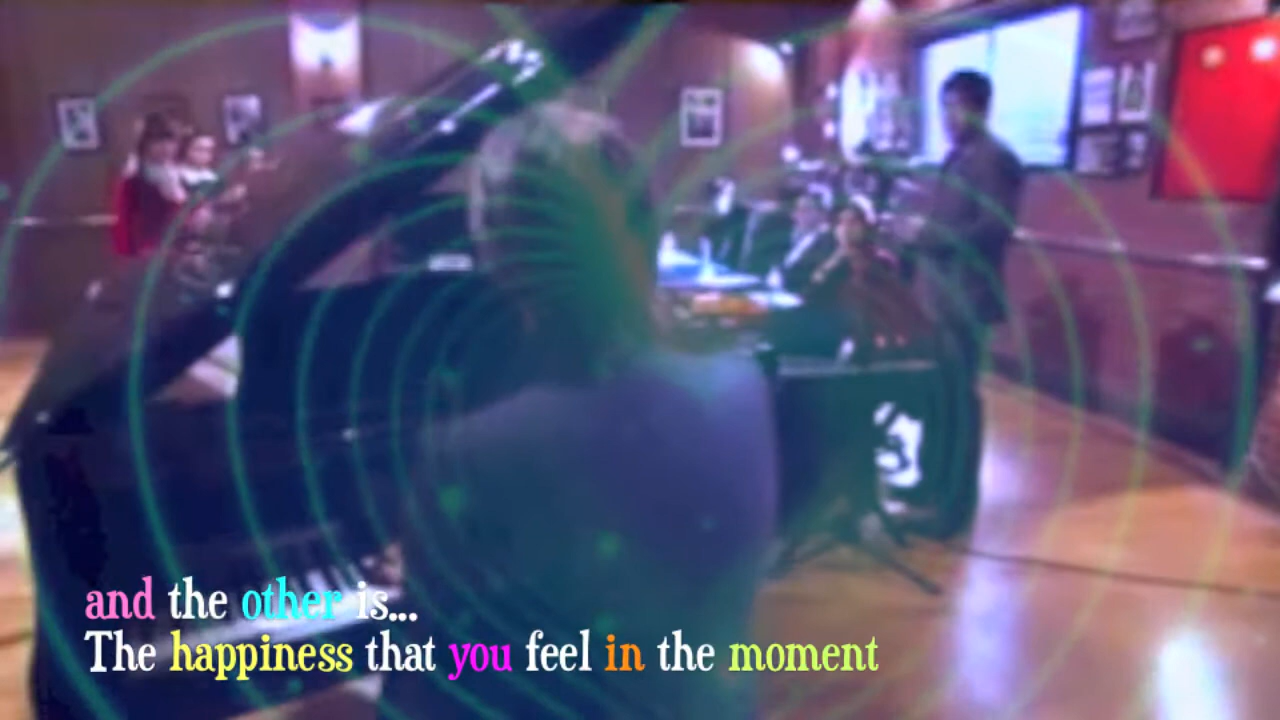 and the other is...
The happiness that you feel in the moment